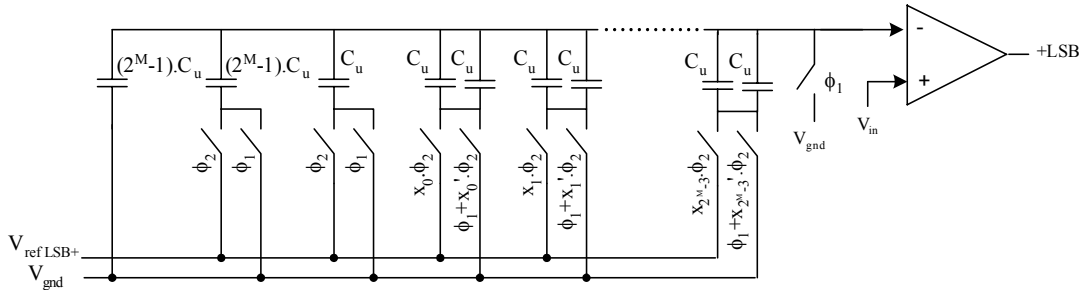 (2^M-1).C_u (2^M-1).C_u C_u C_u C_u C_u C_u C_u C_u
- +LSB
+
ϕ_1
V_in
V_gnd
ϕ_2 ϕ_1 ϕ_2 ϕ_1 x_0.ϕ_2 ϕ_1+x_0'.ϕ_2 x_1.ϕ_2 ϕ_1+x_1'.ϕ_2 x_{2^M-3}.ϕ_2 ϕ_1+x_{2^M-3}'.ϕ_2
V_ref LSB+
V_gnd